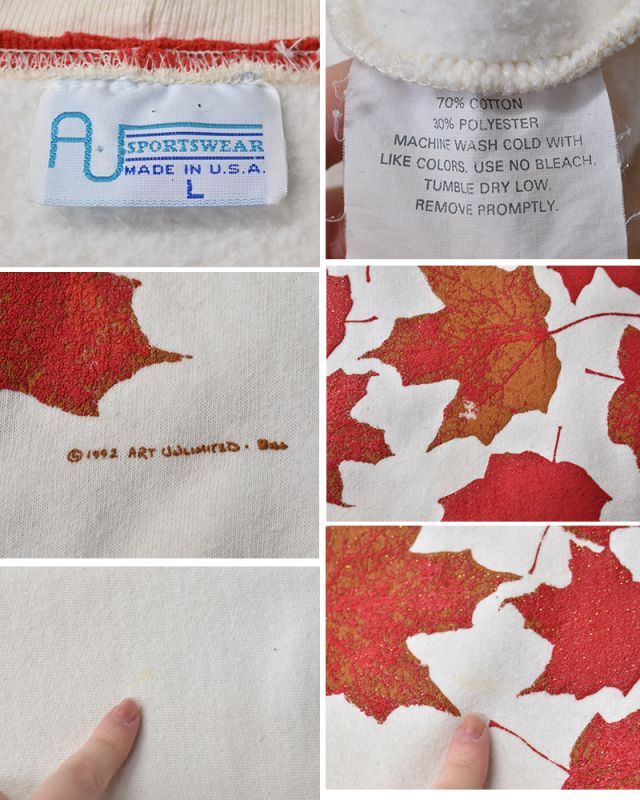 AU SPORTSWEAR
MADE IN U.S.A.
L
70% COTTON
30% POLYESTER
MACHINE WASH COLD WITH
LIKE COLORS. USE NO BLEACH.
TUMBLE DRY LOW.
REMOVE PROMPTLY.
© 1992 ART UNLIMITED ·